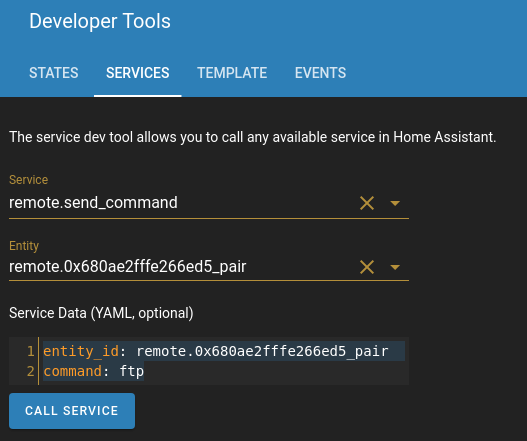 Developer Tools
STATES SERVICES TEMPLATE EVENTS
The service dev tool allows you to call any available service in Home Assistant.
Service
remote.send_command
Entity
remote.0x680ae2fffe266ed5_pair
Service Data (YAML, optional)
1 entity_id: remote.0x680ae2fffe266ed5_pair
2 command: ftp
CALL SERVICE